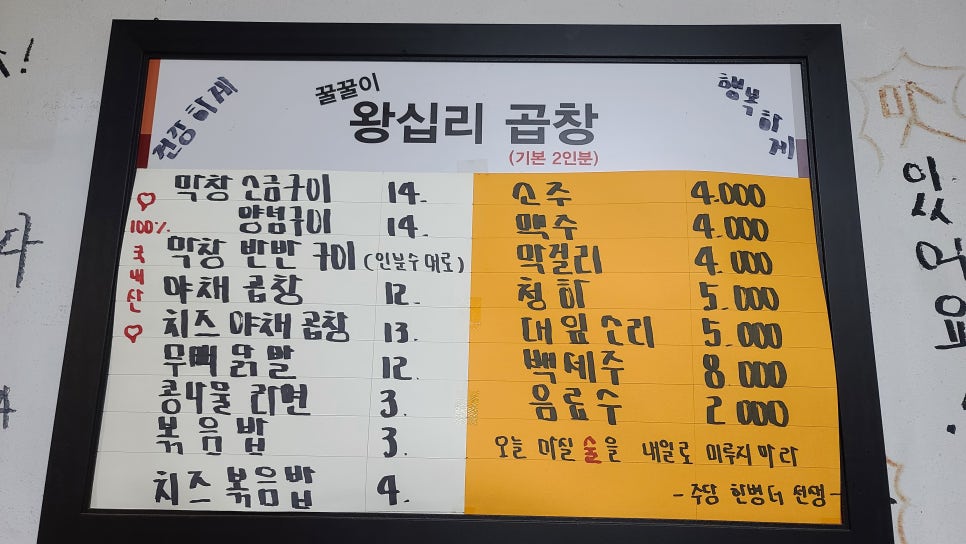 건강하게
꿀꿀이
행복하게
왕십리 곱창
(기본 2인분)
♡ 100% 국내산 ♡
막창 소금구이 14.
양념구이 14.
막창 반반 구이 (인분수 대로)
야채 곱창 12.
치즈 야채 곱창 13.
무뼈 닭발 12.
콩나물 라면 3.
볶음밥 3.
치즈 볶음밥 4.
소주 4.000
맥주 4.000
막걸리 4.000
청하 5.000
대잎소리 5.000
백세주 8.000
음료수 2.000
오늘 마실 술을 내일로 미루지 마라
- 주당 한병더 선생 -
맛
있
어
요
!